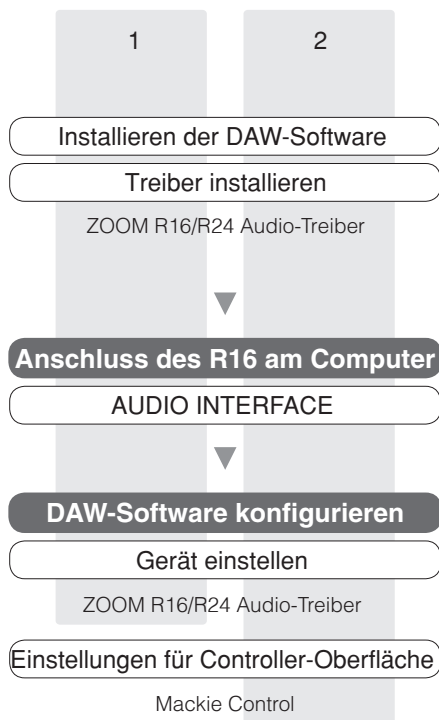 1 2
Installieren der DAW-Software
Treiber installieren
ZOOM R16/R24 Audio-Treiber
Anschluss des R16 am Computer
AUDIO INTERFACE
DAW-Software konfigurieren
Gerät einstellen
ZOOM R16/R24 Audio-Treiber
Einstellungen für Controller-Oberfläche
Mackie Control